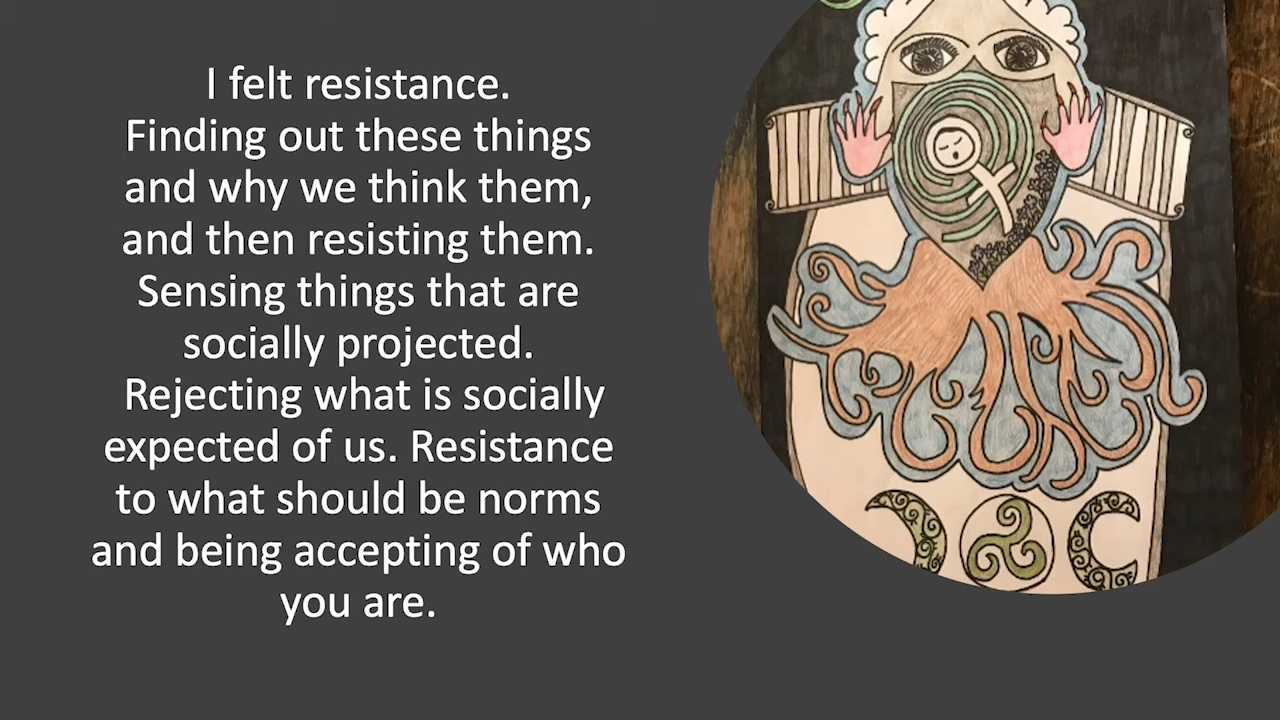 I felt resistance.
Finding out these things
and why we think them,
and then resisting them.
Sensing things that are
socially projected.
Rejecting what is socially
expected of us. Resistance
to what should be norms
and being accepting of who
you are.